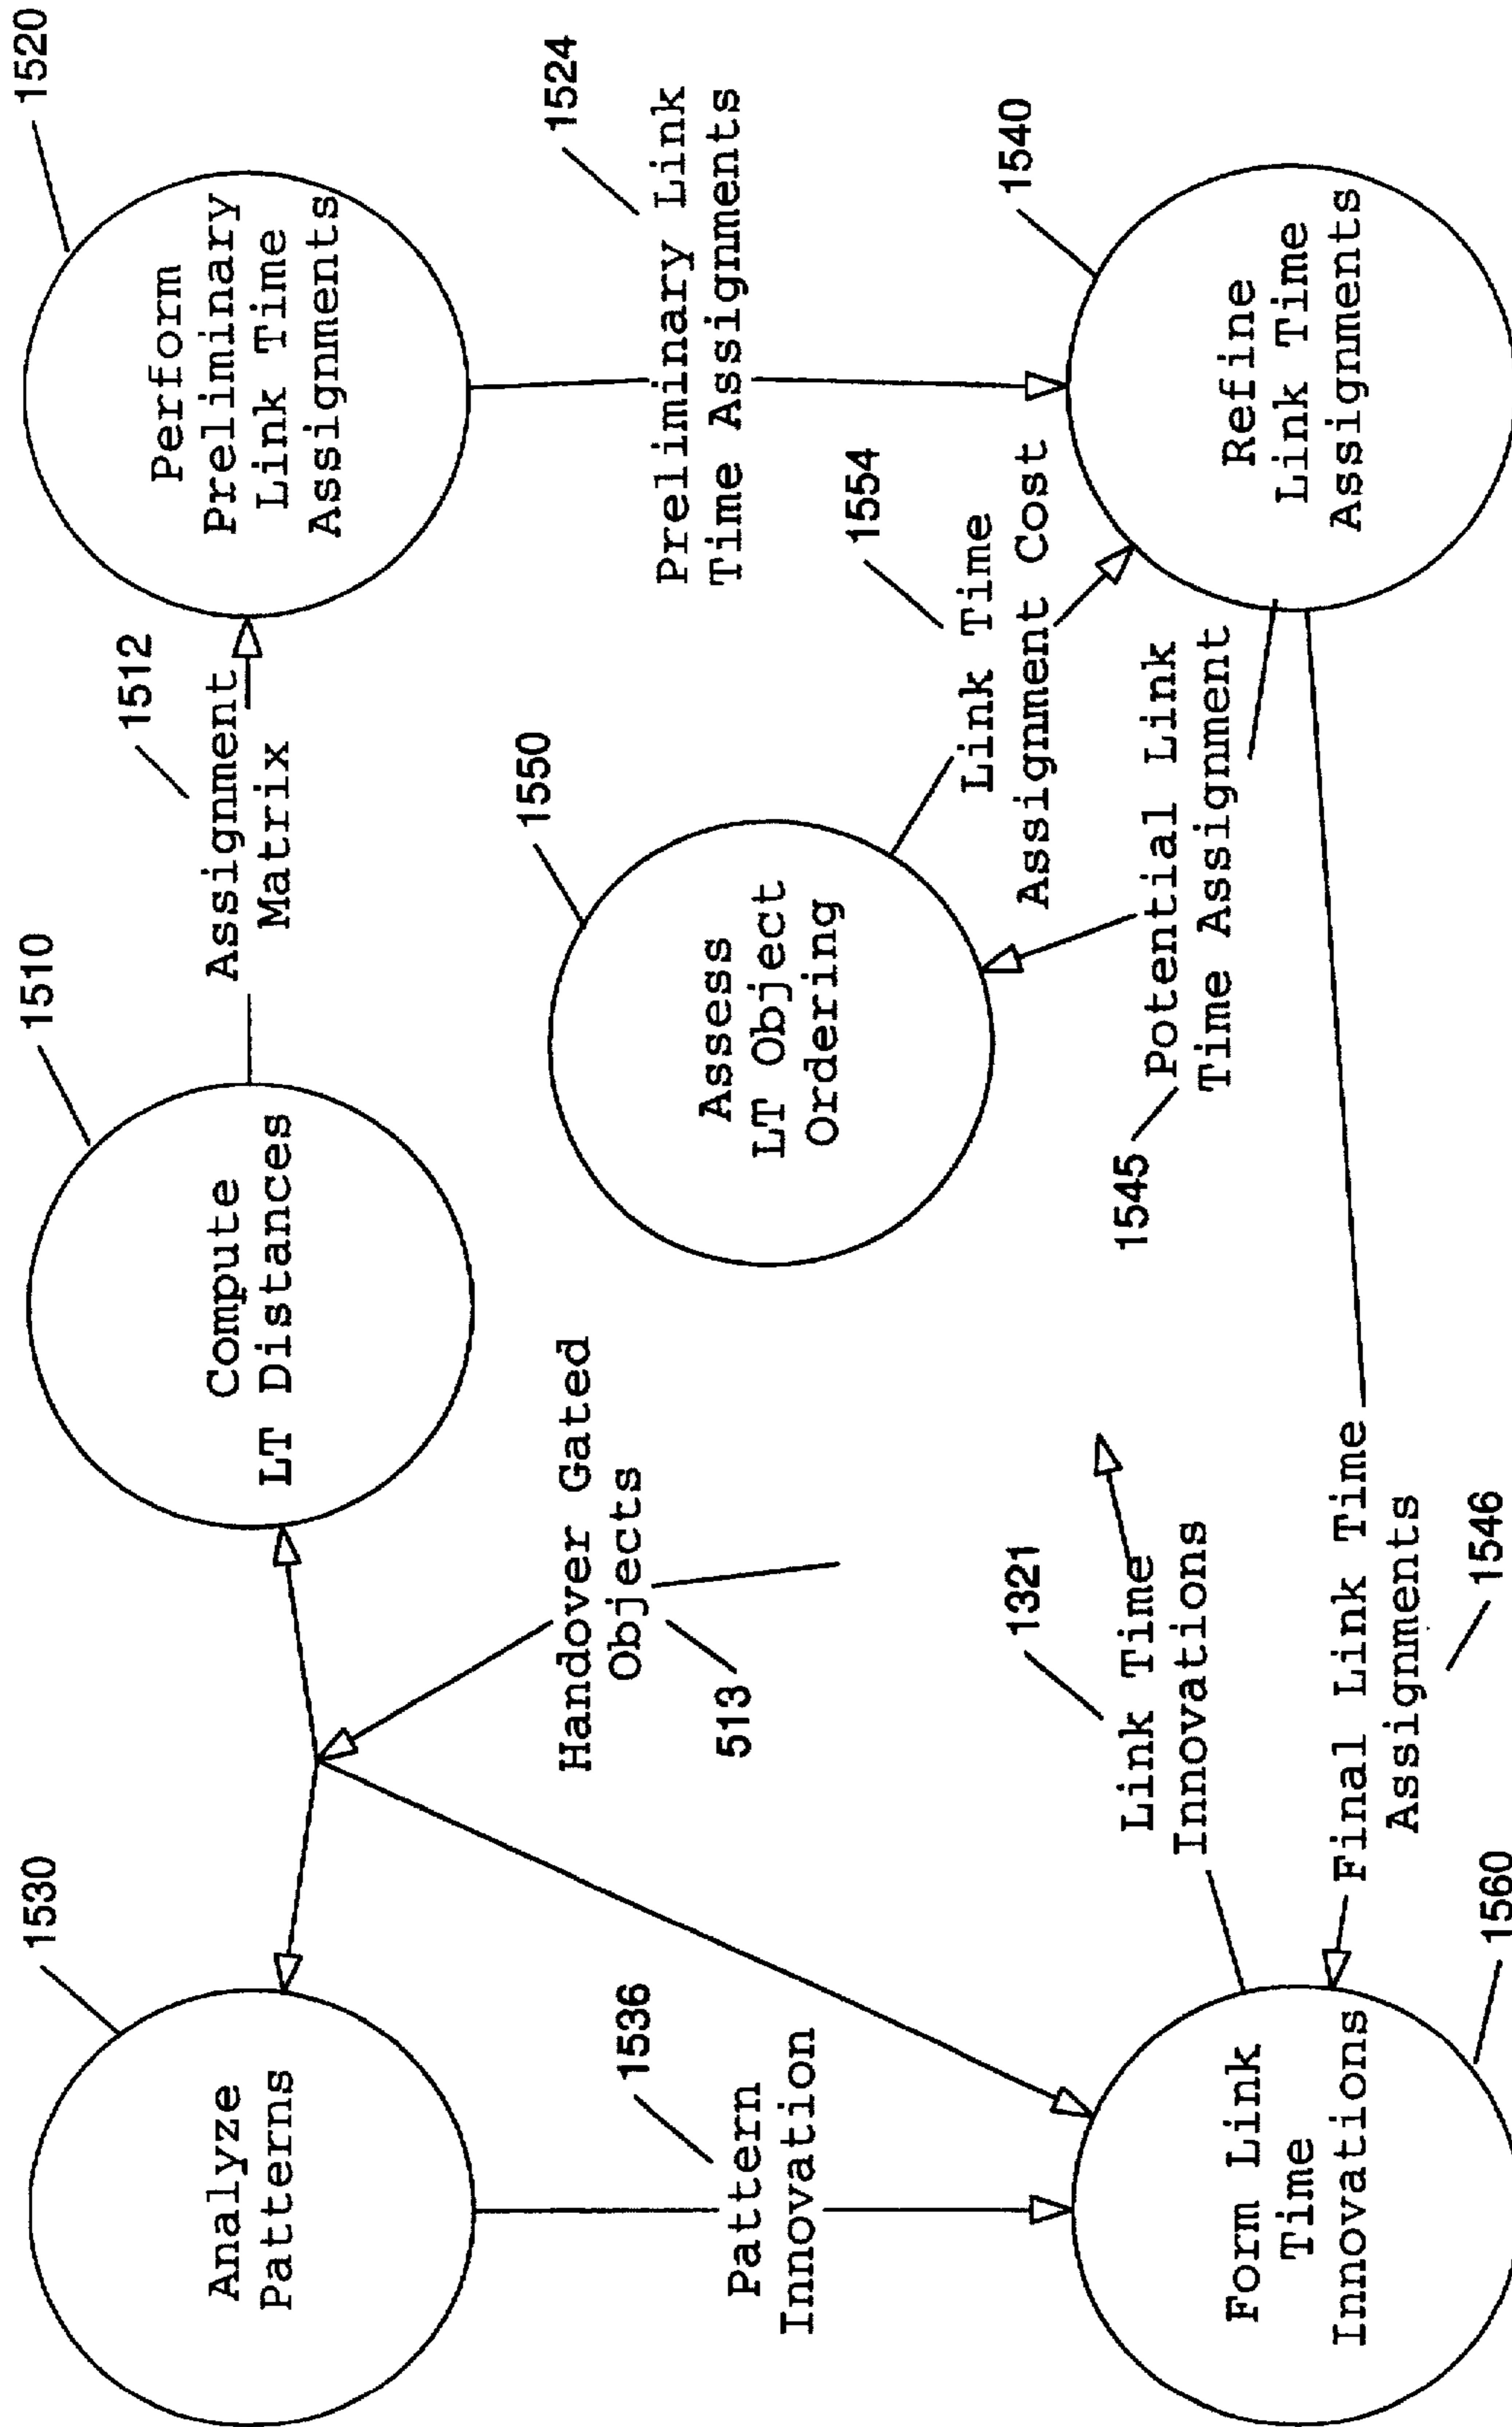 1530
Analyze
Patterns
1510
Compute
LT Distances
1512
Assignment
Matrix
1520
Perform
Preliminary
Link Time
Assignments
1536
Pattern
Innovation
Handover Gated
Objects
513
1550
Assess
LT Object
Ordering
1524
Preliminary Link
Time Assignments
1554
Link Time
Assignment Cost
1321
Link Time
Innovations
1545
Potential Link
Time Assignment
1540
Refine
Link Time
Assignments
Form Link
Time
Innovations
1560
Final Link Time
Assignments
1546